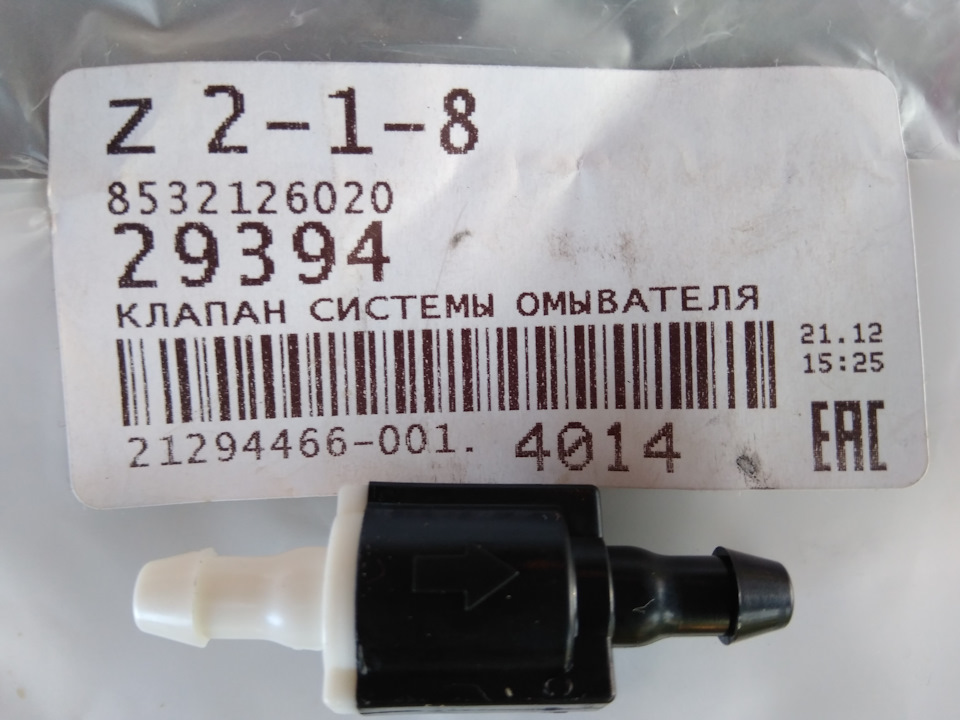 Z 2-1-8
8532126020
29394
КЛАПАН СИСТЕМЫ ОМЫВАТЕЛЯ
21.12
15:25
21294466-001. 4014
EAC